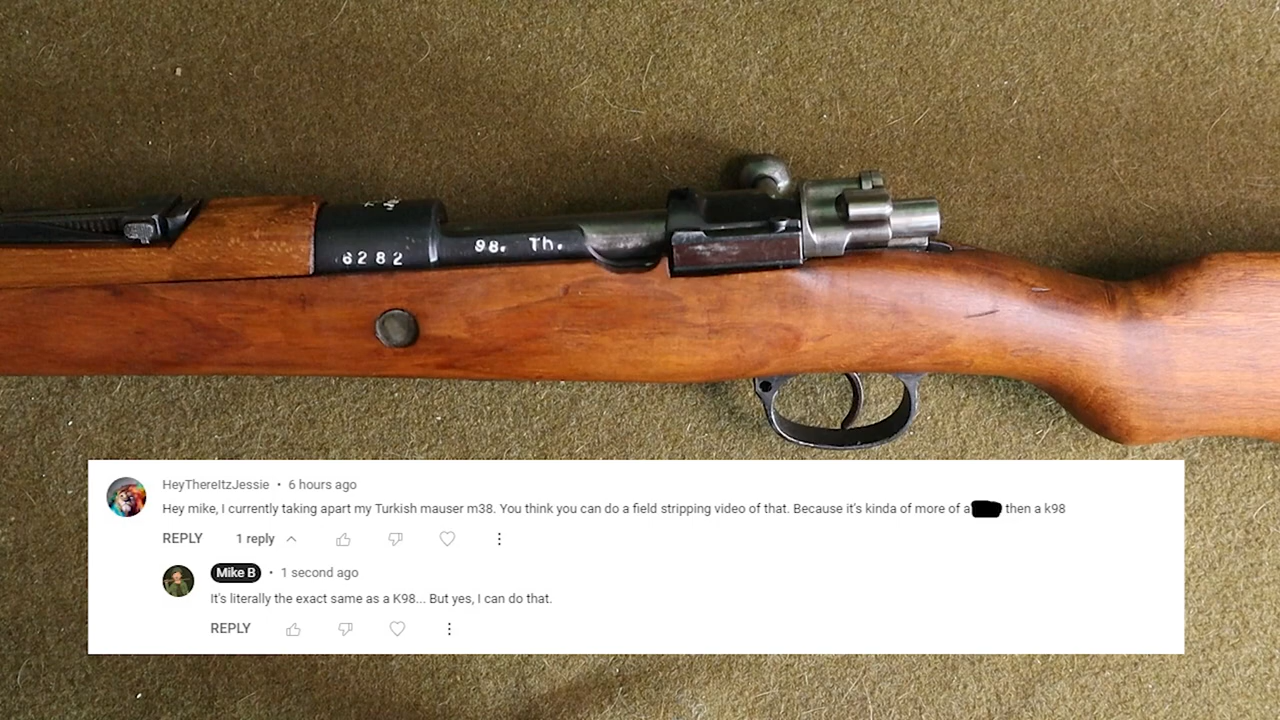 6282
98. Th.
HeyThereItzJessie • 6 hours ago
Hey mike, I currently taking apart my Turkish mauser m38. You think you can do a field stripping video of that. Because it's kinda of more of a then a k98
REPLY 1 reply
Mike B • 1 second ago
It's literally the exact same as a K98... But yes, I can do that.
REPLY